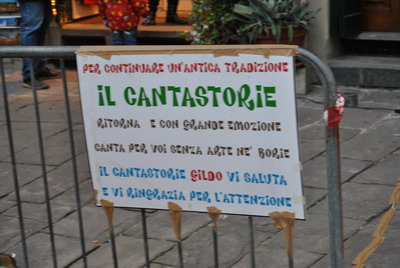 PER CONTINUARE UN'ANTICA TRADIZIONE
IL CANTASTORIE
RITORNA E CON GRANDE EMOZIONE
CANTA PER VOI SENZA ARTE NE' BORIE
IL CANTASTORIE GILDO VI SALUTA
E VI RINGRAZIA PER L'ATTENZIONE